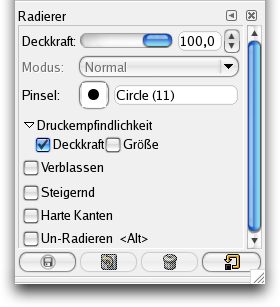 Radierer
Deckkraft: 100,0
Modus: Normal
Pinsel: Circle (11)
Druckempfindlichkeit
Deckkraft Größe
Verblassen
Steigernd
Harte Kanten
Un-Radieren <Alt>